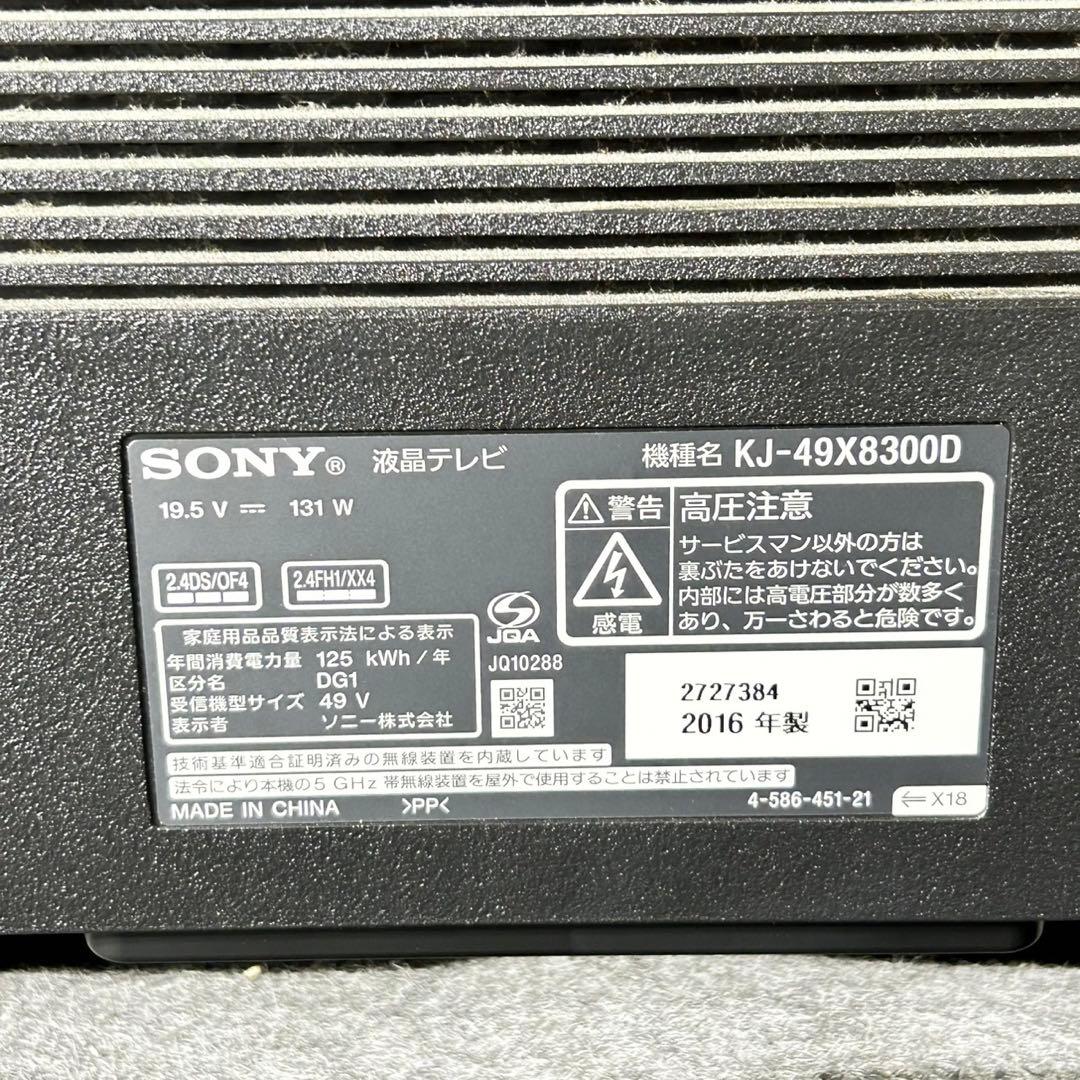 SONY® 液晶テレビ
機種名 KJ-49X8300D
19.5 V ⎓ 131 W
2.4DS/OF4
2.4FH1/XX4
⚠ 警告
感電
高圧注意
サービスマン以外の方は
裏ぶたをあけないでください。
内部には高電圧部分が数多く
あり、万一さわると危険です。
家庭用品品質表示法による表示
年間消費電力量 125 kWh / 年
区分名 DG1
受信機型サイズ 49 V
表示者 ソニー株式会社
JQA
JQ10288
2727384
2016 年製
技術基準適合証明済みの無線装置を内蔵しています
法令により本機の5 GHz 帯無線装置を屋外で使用することは禁止されています
MADE IN CHINA >PP<
4-586-451-21
⇐ X18